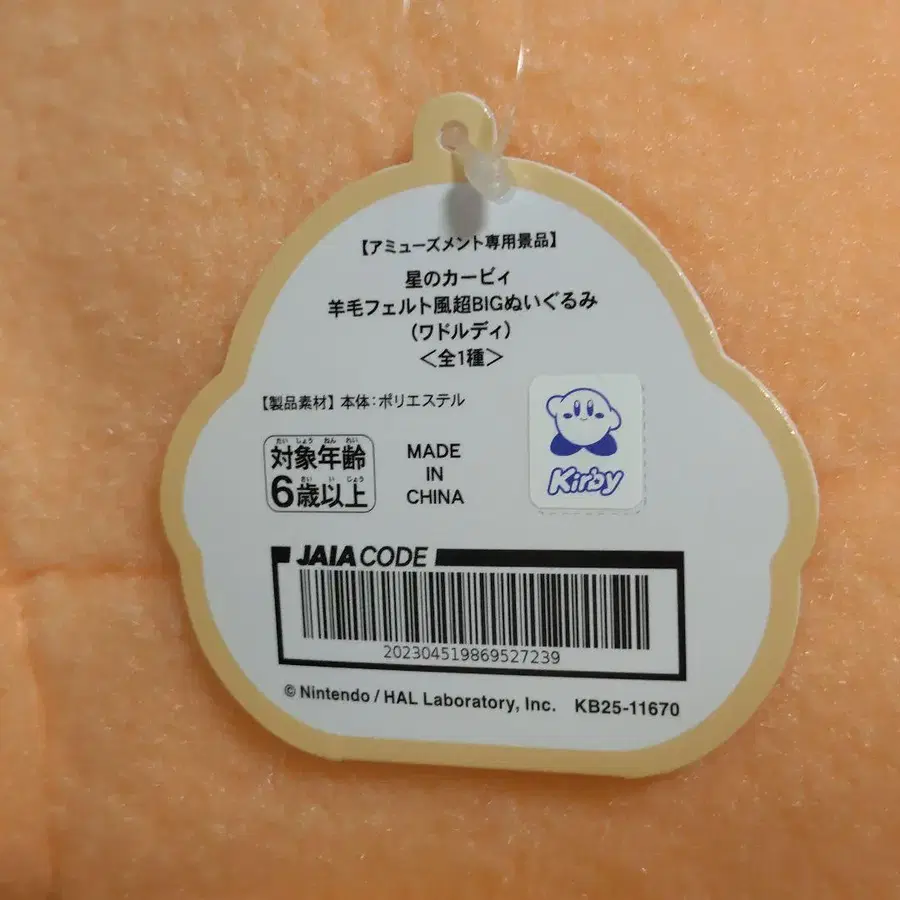 【アミューズメント専用景品】
星のカービィ
羊毛フェルト風超BIGぬいぐるみ
(ワドルディ)
<全1種>
【製品素材】本体:ポリエステル
たいしょうねんれい
対象年齢
さい い じょう
6歳以上
MADE
IN
CHINA
Kirby
JAIA CODE
202304519869527239
© Nintendo / HAL Laboratory, Inc. KB25-11670